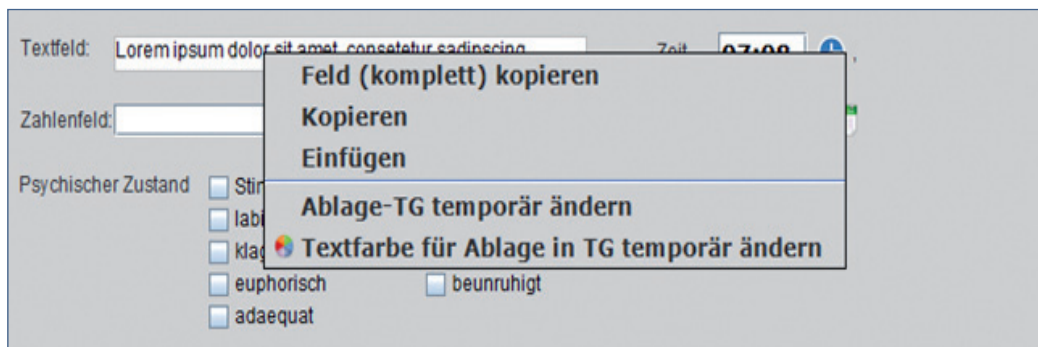 Textfeld: Lorem ipsum dolor sit amet, consetetur sadipscing Zeit 07:08
Feld (komplett) kopieren
Zahlenfeld: Kopieren
Einfügen
Psychischer Zustand
Ablage-TG temporär ändern
Textfarbe für Ablage in TG temporär ändern
euphorisch beunruhigt
adaequat